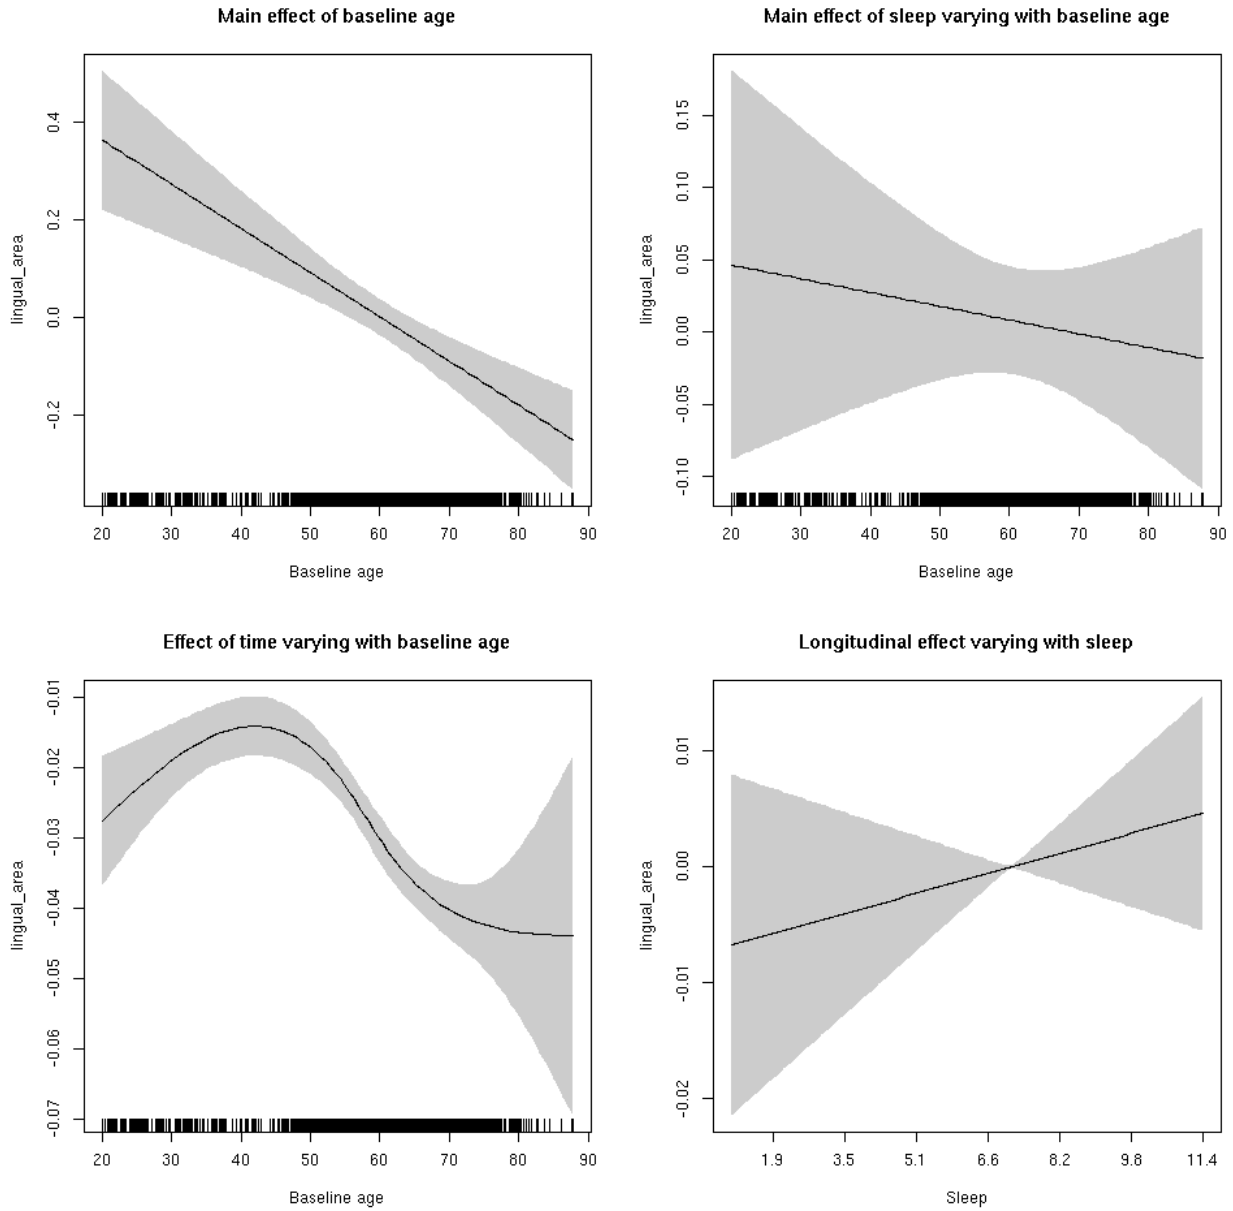 Main effect of baseline age
lingual_area
0.4
0.2
0.0
-0.2
20 30 40 50 60 70 80 90
Baseline age
Main effect of sleep varying with baseline age
lingual_area
0.15
0.10
0.05
0.00
-0.05
-0.10
20 30 40 50 60 70 80 90
Baseline age
Effect of time varying with baseline age
lingual_area
-0.01
-0.02
-0.03
-0.04
-0.05
-0.06
-0.07
20 30 40 50 60 70 80 90
Baseline age
Longitudinal effect varying with sleep
lingual_area
0.01
0.00
-0.01
-0.02
1.9 3.5 5.1 6.6 8.2 9.8 11.4
Sleep